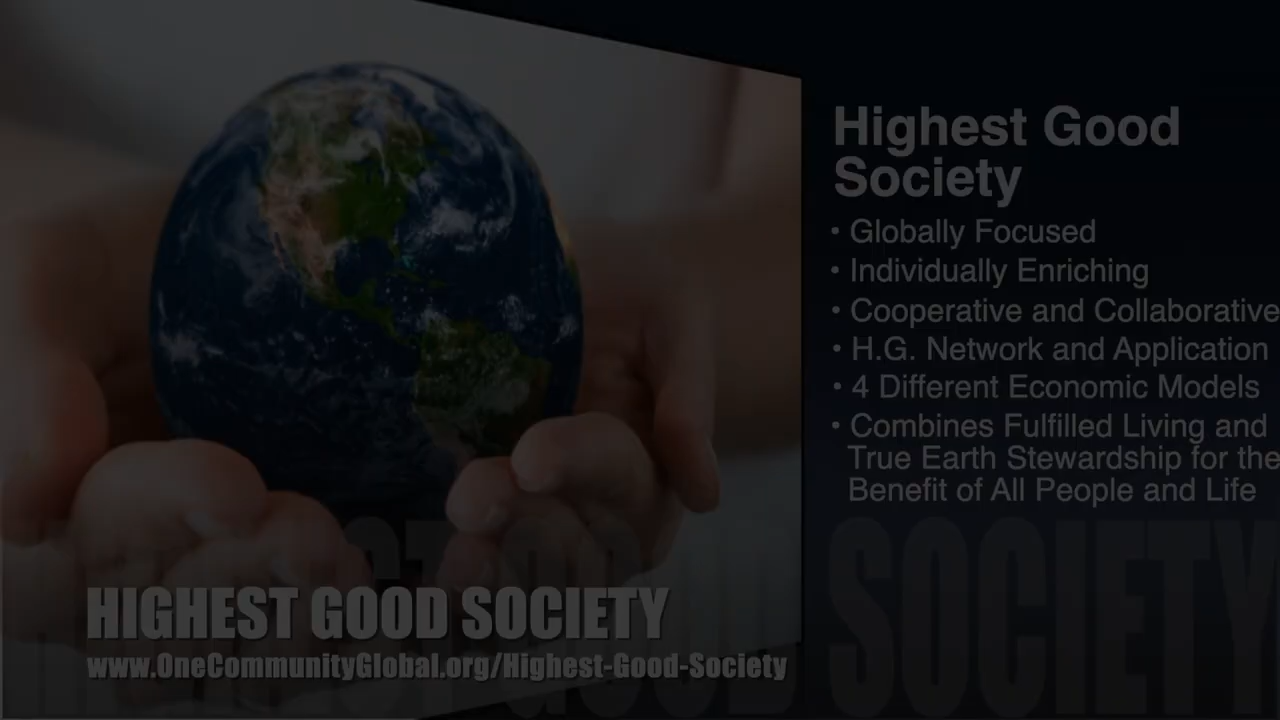 Highest Good
Society
• Globally Focused
• Individually Enriching
• Cooperative and Collaborative
• H.G. Network and Application
• 4 Different Economic Models
• Combines Fulfilled Living and
True Earth Stewardship for the
Benefit of All People and Life
HIGHEST GOOD SOCIETY
HIGHEST GOOD SOCIETY
www.OneCommunityGlobal.org/Highest-Good-Society